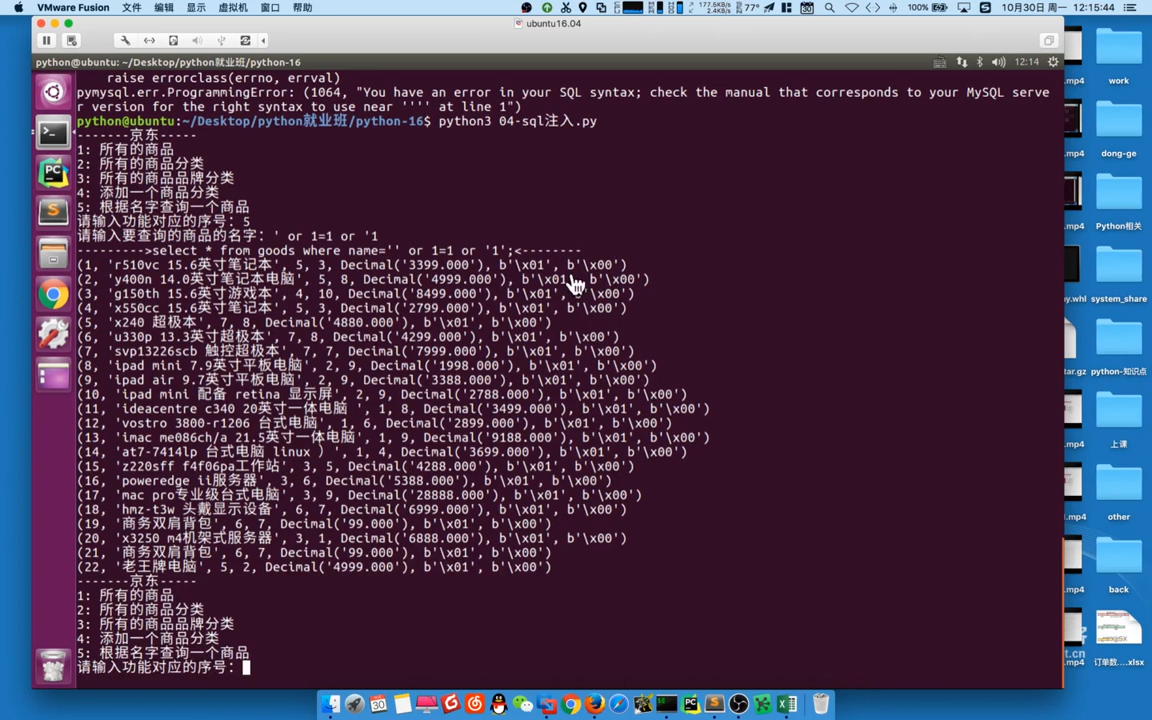 VMware Fusion 文件 编辑 显示 虚拟机 窗口 帮助 177.6K/s 2.4K/s 77° 100% 10月30日 周一 12:15:44
ubuntu16.04
python@ubuntu: ~/Desktop/python就业班/python-16 12:14
raise errorclass(errno, errval)
pymysql.err.ProgrammingError: (1064, "You have an error in your SQL syntax; check the manual that corresponds to your MySQL serve
r version for the right syntax to use near '''' at line 1")
python@ubuntu:~/Desktop/python就业班/python-16$ python3 04-sql注入.py
-------京东-----
1: 所有的商品
2: 所有的商品分类
3: 所有的商品品牌分类
4: 添加一个商品分类
5: 根据名字查询一个商品
请输入功能对应的序号: 5
请输入要查询的商品的名字: ' or 1=1 or '1
--------->select * from goods where name='' or 1=1 or '1';<--------
(1, 'r510vc 15.6英寸笔记本', 5, 3, Decimal('3399.000'), b'\x01', b'\x00')
(2, 'y400n 14.0英寸笔记本电脑', 5, 8, Decimal('4999.000'), b'\x01', b'\x00')
(3, 'g150th 15.6英寸游戏本', 4, 10, Decimal('8499.000'), b'\x01', b'\x00')
(4, 'x550cc 15.6英寸笔记本', 5, 3, Decimal('2799.000'), b'\x01', b'\x00')
(5, 'x240 超极本', 7, 8, Decimal('4880.000'), b'\x01', b'\x00')
(6, 'u330p 13.3英寸超极本', 7, 8, Decimal('4299.000'), b'\x01', b'\x00')
(7, 'svp13226scb 触控超极本', 7, 7, Decimal('7999.000'), b'\x01', b'\x00')
(8, 'ipad mini 7.9英寸平板电脑', 2, 9, Decimal('1998.000'), b'\x01', b'\x00')
(9, 'ipad air 9.7英寸平板电脑', 2, 9, Decimal('3388.000'), b'\x01', b'\x00')
(10, 'ipad mini 配备 retina 显示屏', 2, 9, Decimal('2788.000'), b'\x01', b'\x00')
(11, 'ideacentre c340 20英寸一体电脑 ', 1, 8, Decimal('3499.000'), b'\x01', b'\x00')
(12, 'vostro 3800-r1206 台式电脑', 1, 6, Decimal('2899.000'), b'\x01', b'\x00')
(13, 'imac me086ch/a 21.5英寸一体电脑', 1, 9, Decimal('9188.000'), b'\x01', b'\x00')
(14, 'at7-7414lp 台式电脑 linux ）', 1, 4, Decimal('3699.000'), b'\x01', b'\x00')
(15, 'z220sff f4f06pa工作站', 3, 5, Decimal('4288.000'), b'\x01', b'\x00')
(16, 'poweredge ii服务器', 3, 6, Decimal('5388.000'), b'\x01', b'\x00')
(17, 'mac pro专业级台式电脑', 3, 9, Decimal('28888.000'), b'\x01', b'\x00')
(18, 'hmz-t3w 头戴显示设备', 6, 7, Decimal('6999.000'), b'\x01', b'\x00')
(19, '商务双肩背包', 6, 7, Decimal('99.000'), b'\x01', b'\x00')
(20, 'x3250 m4机架式服务器', 3, 1, Decimal('6888.000'), b'\x01', b'\x00')
(21, '商务双肩背包', 6, 7, Decimal('99.000'), b'\x01', b'\x00')
(22, '老王牌电脑', 5, 2, Decimal('4999.000'), b'\x01', b'\x00')
-------京东-----
1: 所有的商品
2: 所有的商品分类
3: 所有的商品品牌分类
4: 添加一个商品分类
5: 根据名字查询一个商品
请输入功能对应的序号:
.mp4 work
.mp4 dong-ge
.mp4 Python相关
system_share
python-知识点
上课
other
.mp4 back
.mp4 订单数....xlsx